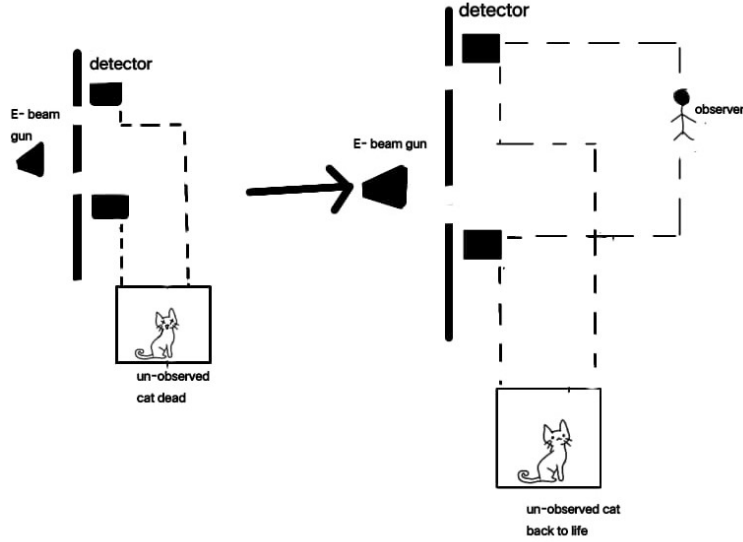 detector
E- beam
gun
un-observed
cat dead
detector
observer
E- beam gun
un-observed cat
back to life